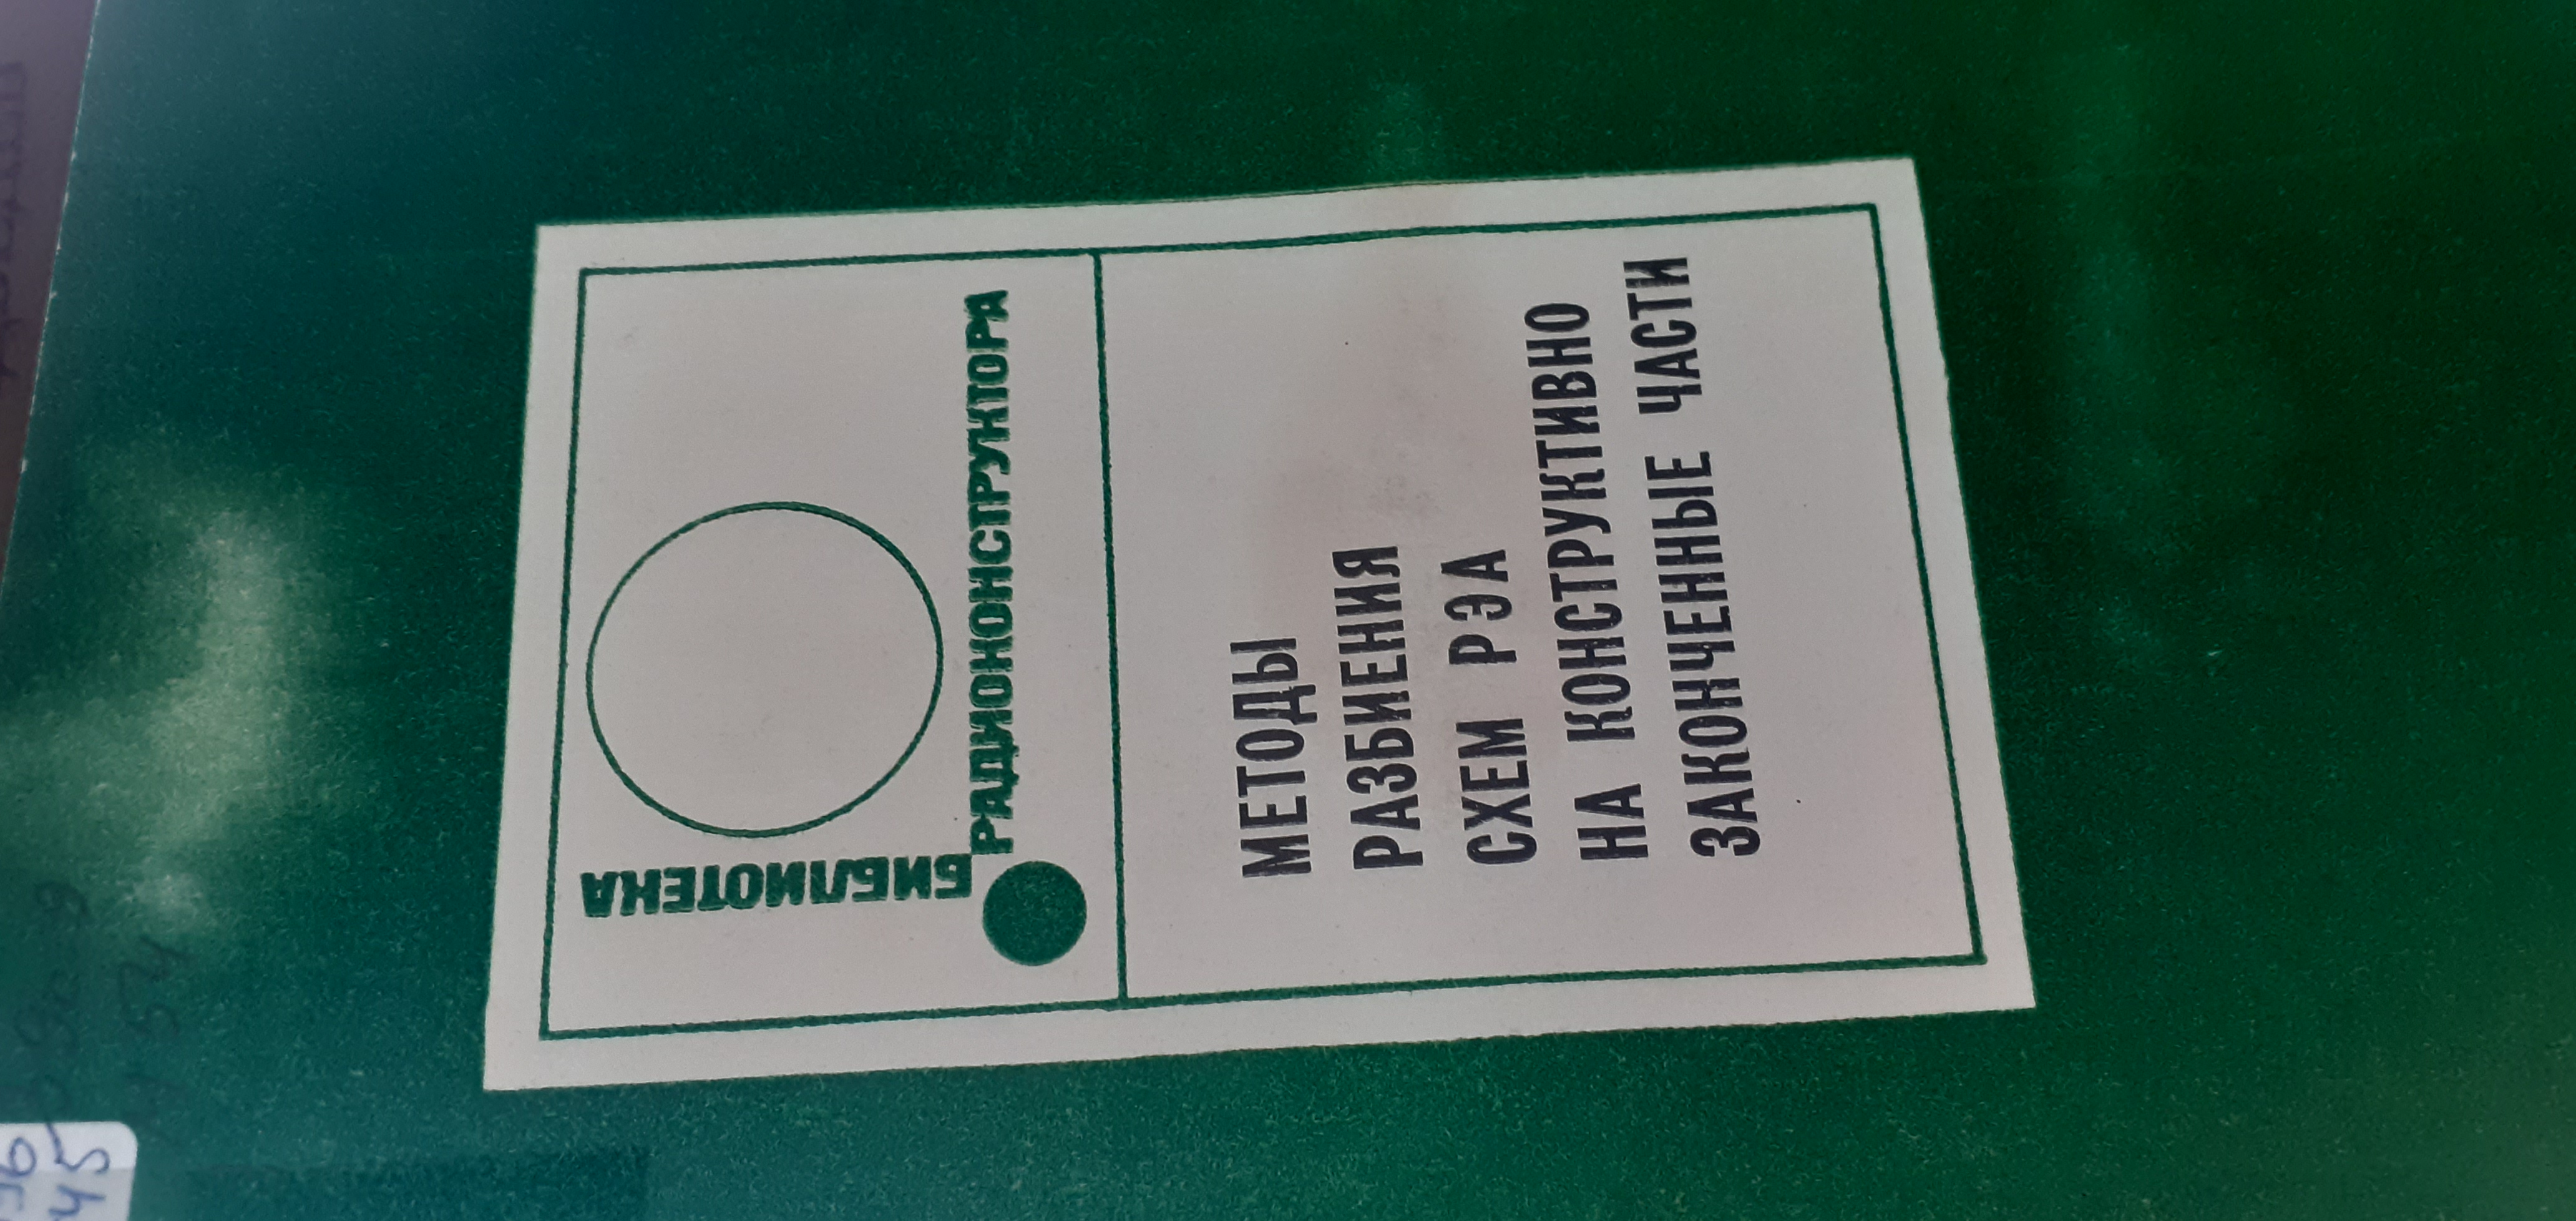 БИБЛИОТЕКА
РАДИОКОНСТРУКТОРА
МЕТОДЫ
РАЗБИЕНИЯ
СХЕМ РЭА
НА КОНСТРУКТИВНО
ЗАКОНЧЕННЫЕ ЧАСТИ